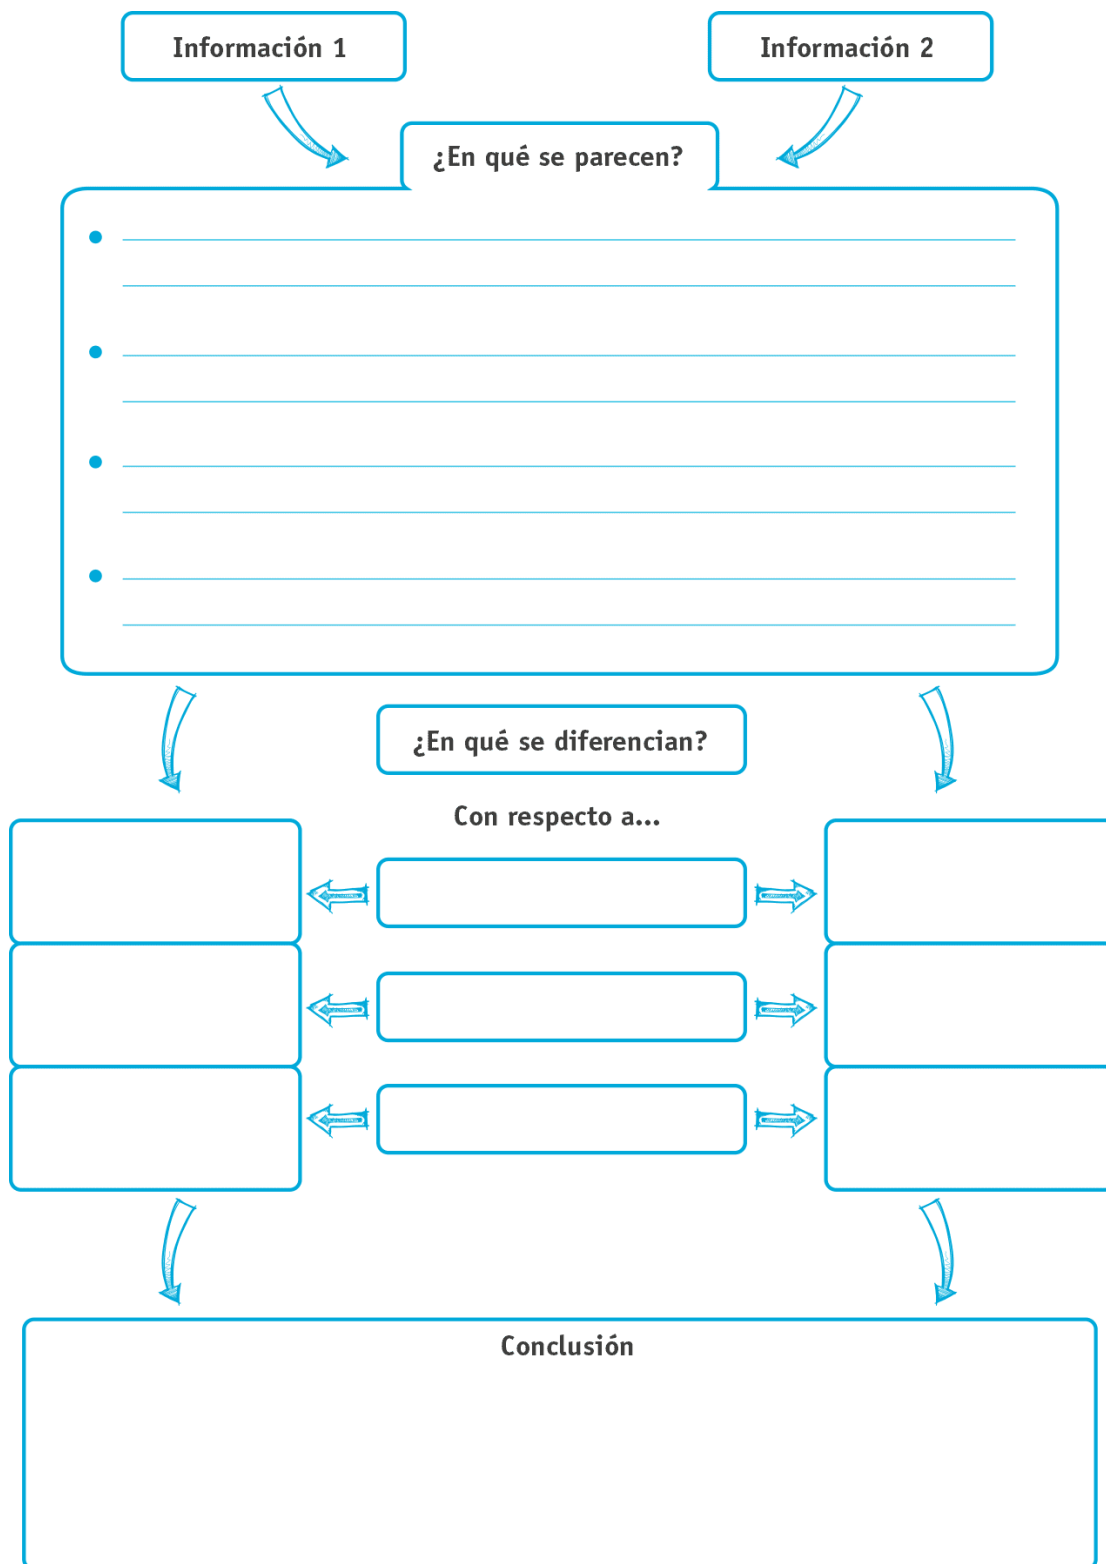 Información 1
Información 2
¿En qué se parecen?
¿En qué se diferencian?
Con respecto a...
Conclusión